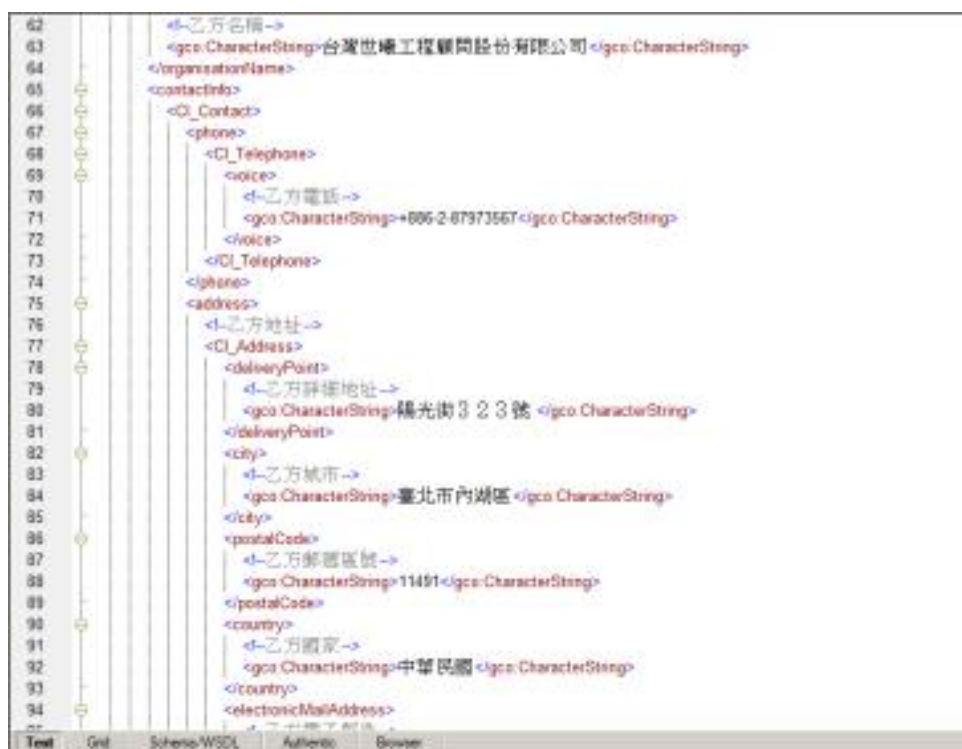 62 <!--乙方名稱-->
63 <gco:CharacterString>台灣世曦工程顧問股份有限公司</gco:CharacterString>
64 </organisationName>
65 <contactInfo>
66 <CI_Contact>
67 <phone>
68 <CI_Telephone>
69 <voice>
70 <!--乙方電話-->
71 <gco:CharacterString>+886-2-87973567</gco:CharacterString>
72 </voice>
73 </CI_Telephone>
74 </phone>
75 <address>
76 <!--乙方地址-->
77 <CI_Address>
78 <deliveryPoint>
79 <!--乙方詳細地址-->
80 <gco:CharacterString>陽光街３２３號 </gco:CharacterString>
81 </deliveryPoint>
82 <city>
83 <!--乙方城市-->
84 <gco:CharacterString>臺北市內湖區</gco:CharacterString>
85 </city>
86 <postalCode>
87 <!--乙方郵遞區號-->
88 <gco:CharacterString>11491</gco:CharacterString>
89 </postalCode>
90 <country>
91 <!--乙方國家-->
92 <gco:CharacterString>中華民國</gco:CharacterString>
93 </country>
94 <electronicMailAddress>
Text Grid Schema/WSDL Authentic Browser